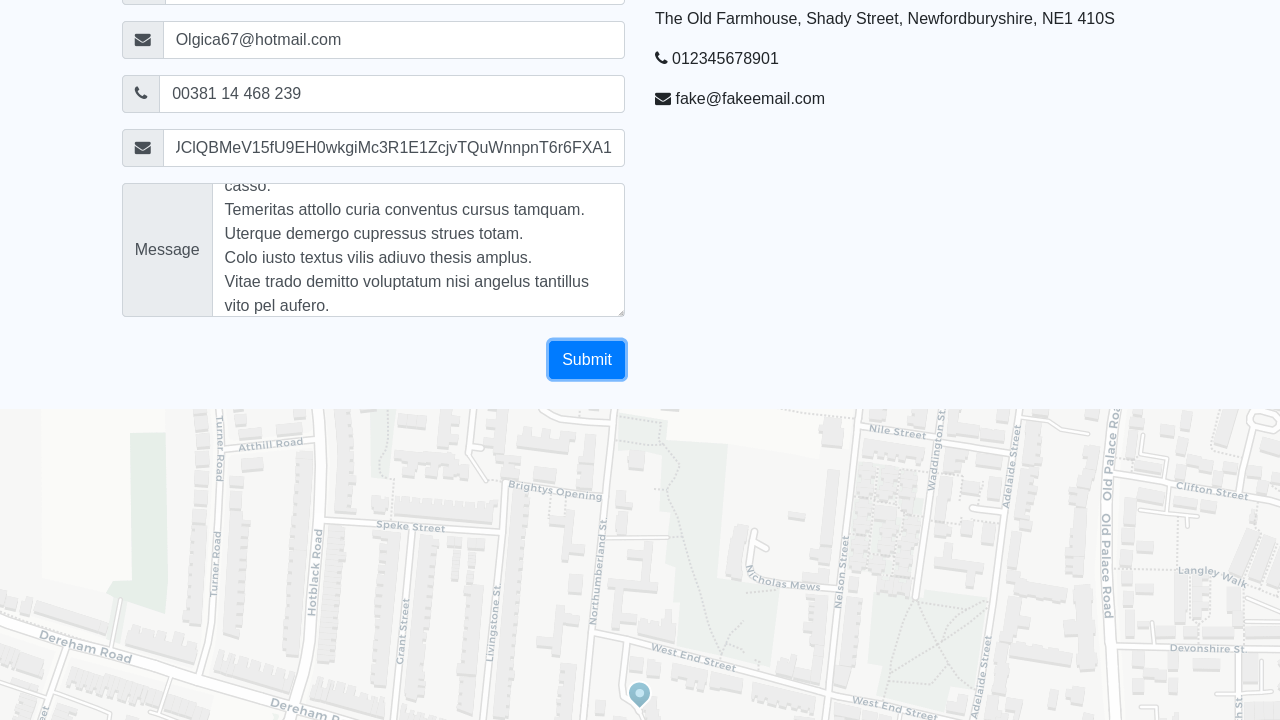 Olgica67@hotmail.com
00381 14 468 239
Message
casso.
Temeritas attollo curia conventus cursus tamquam.
Uterque demergo cupressus strues totam.
Colo iusto textus vilis adiuvo thesis amplus.
Vitae trado demitto voluptatum nisi angelus tantillus
vito pel aufero.
Submit
The Old Farmhouse, Shady Street, Newfordburyshire, NE1 410S
012345678901
fake@fakeemail.com
Turner Road
Atthill Road
Nile Street
Waddington St
Adelaide Street
Old Palace Road
Brightys Opening
Clifton Street
Speke Street
Hotblack Road
Turner Road
Northumberland St
Nelson Street
Nicholas Mews
Old Palace Road
Langley Walk
Grant Street
Livingstone St
Dereham Road
West End Street
Adelaide Street
Devonshire St
West End Street
Dereham R